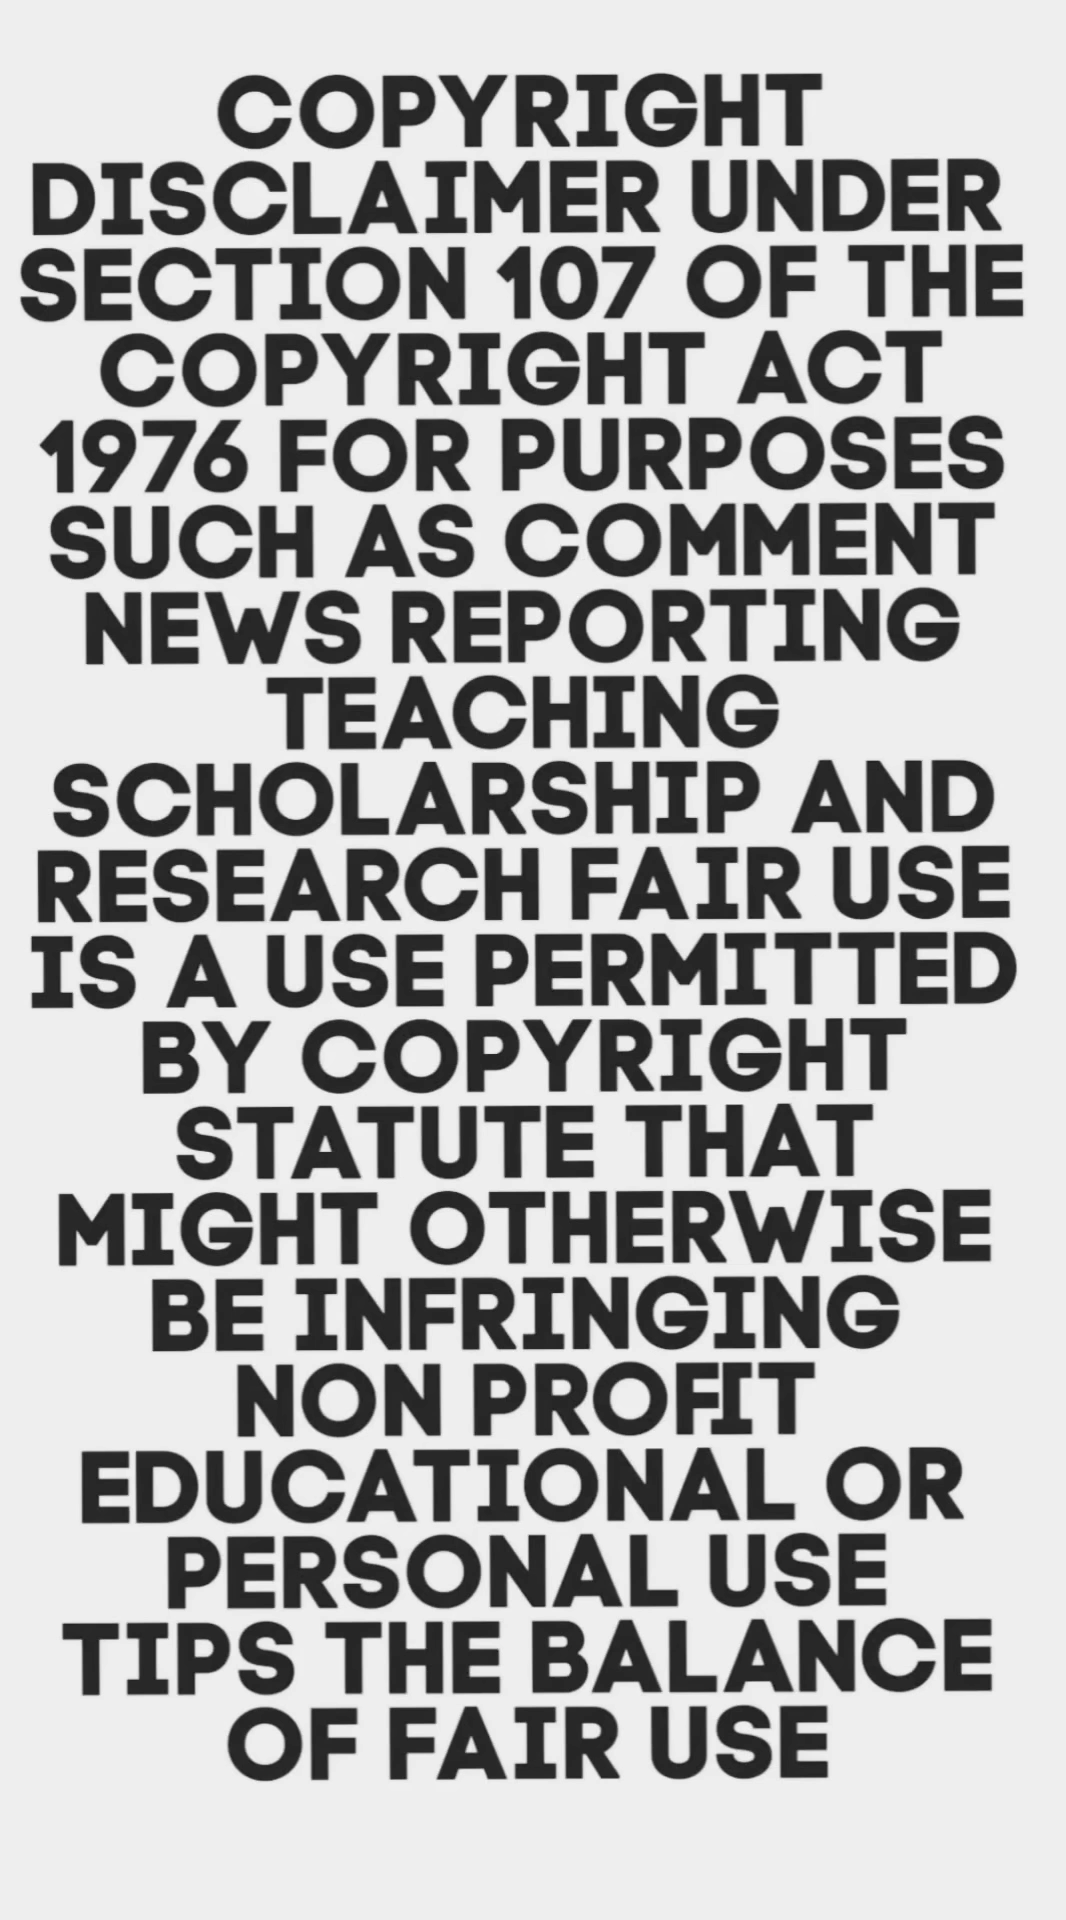 COPYRIGHT
DISCLAIMER UNDER
SECTION 107 OF THE
COPYRIGHT ACT
1976 FOR PURPOSES
SUCH AS COMMENT
NEWS REPORTING
TEACHING
SCHOLARSHIP AND
RESEARCH FAIR USE
IS A USE PERMITTED
BY COPYRIGHT
STATUTE THAT
MIGHT OTHERWISE
BE INFRINGING
NON PROFIT
EDUCATIONAL OR
PERSONAL USE
TIPS THE BALANCE
OF FAIR USE